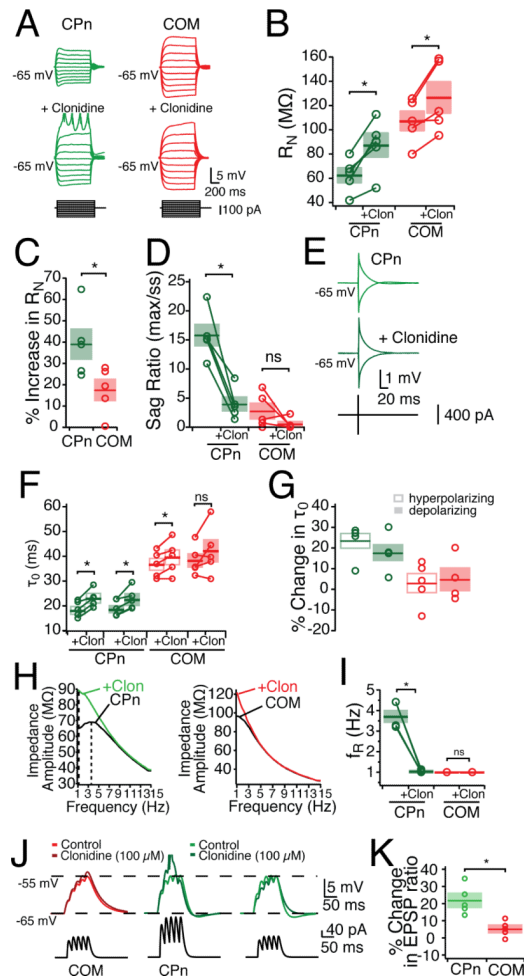 A
CPn
COM
-65 mV
-65 mV
+ Clonidine
+ Clonidine
-65 mV
-65 mV
5 mV
200 ms
100 pA
B
160
140
120
100
80
60
40
RN (MΩ)
*
*
+Clon
+Clon
CPn
COM
C
80
70
60
50
40
30
20
10
0
% Increase in RN
*
CPn COM
D
25
20
15
10
5
0
Sag Ratio (max/ss)
*
ns
+Clon
+Clon
CPn
COM
E
CPn
-65 mV
+ Clonidine
-65 mV
1 mV
20 ms
400 pA
F
60
50
40
30
20
10
τ0 (ms)
*
*
*
ns
+Clon
+Clon
+Clon
+Clon
CPn
COM
G
hyperpolarizing
depolarizing
40
30
20
10
0
-10
-20
% Change in τ0
H
Impedance Amplitude (MΩ)
90
80
70
60
50
40
30
+Clon
CPn
1 3 5 7 9 11 13 15
Frequency (Hz)
Impedance Amplitude (MΩ)
120
100
80
60
40
20
+Clon
COM
1 3 5 7 9 11 13 15
Frequency (Hz)
I
5
4
3
2
1
fR (Hz)
*
ns
+Clon
+Clon
CPn
COM
J
Control
Clonidine (100 µM)
Control
Clonidine (100 µM)
-55 mV
-65 mV
5 mV
50 ms
40 pA
50 ms
COM
CPn
K
40
30
20
10
0
% Change in EPSP ratio
*
CPn
COM